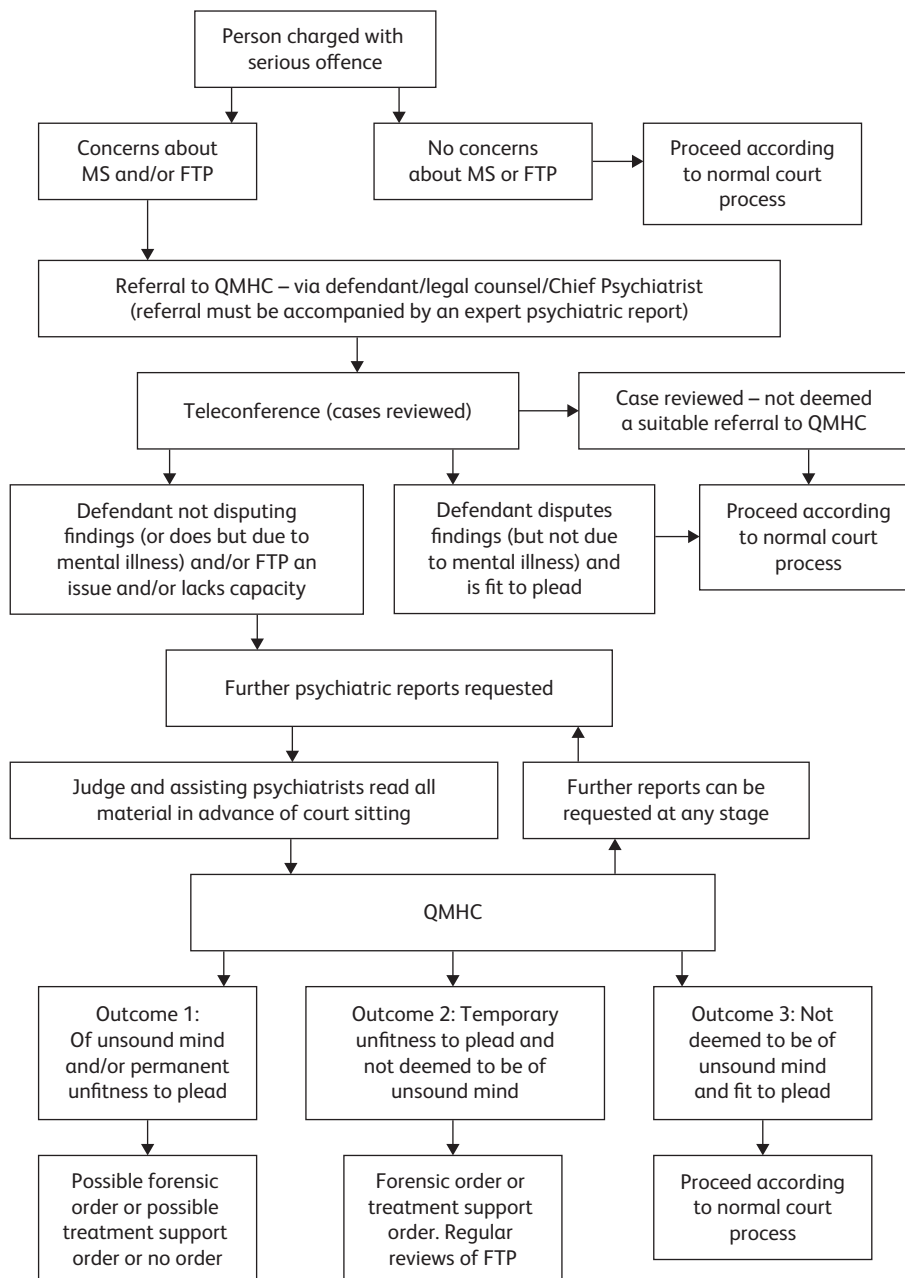 Person charged with
serious offence
Concerns about
MS and/or FTP
No concerns
about MS or FTP
Proceed according
to normal court
process
Referral to QMHC – via defendant/legal counsel/Chief Psychiatrist
(referral must be accompanied by an expert psychiatric report)
Teleconference (cases reviewed)
Case reviewed – not deemed
a suitable referral to QMHC
Defendant not disputing
findings (or does but due to
mental illness) and/or FTP an
issue and/or lacks capacity
Defendant disputes
findings (but not due
to mental illness) and
is fit to plead
Proceed according
to normal court
process
Further psychiatric reports requested
Judge and assisting psychiatrists read all
material in advance of court sitting
Further reports can be
requested at any stage
QMHC
Outcome 1:
Of unsound mind
and/or permanent
unfitness to plead
Outcome 2: Temporary
unfitness to plead and
not deemed to be of
unsound mind
Outcome 3: Not
deemed to be of
unsound mind
and fit to plead
Possible forensic
order or possible
treatment support
order or no order
Forensic order or
treatment support
order. Regular
reviews of FTP
Proceed according
to normal court
process